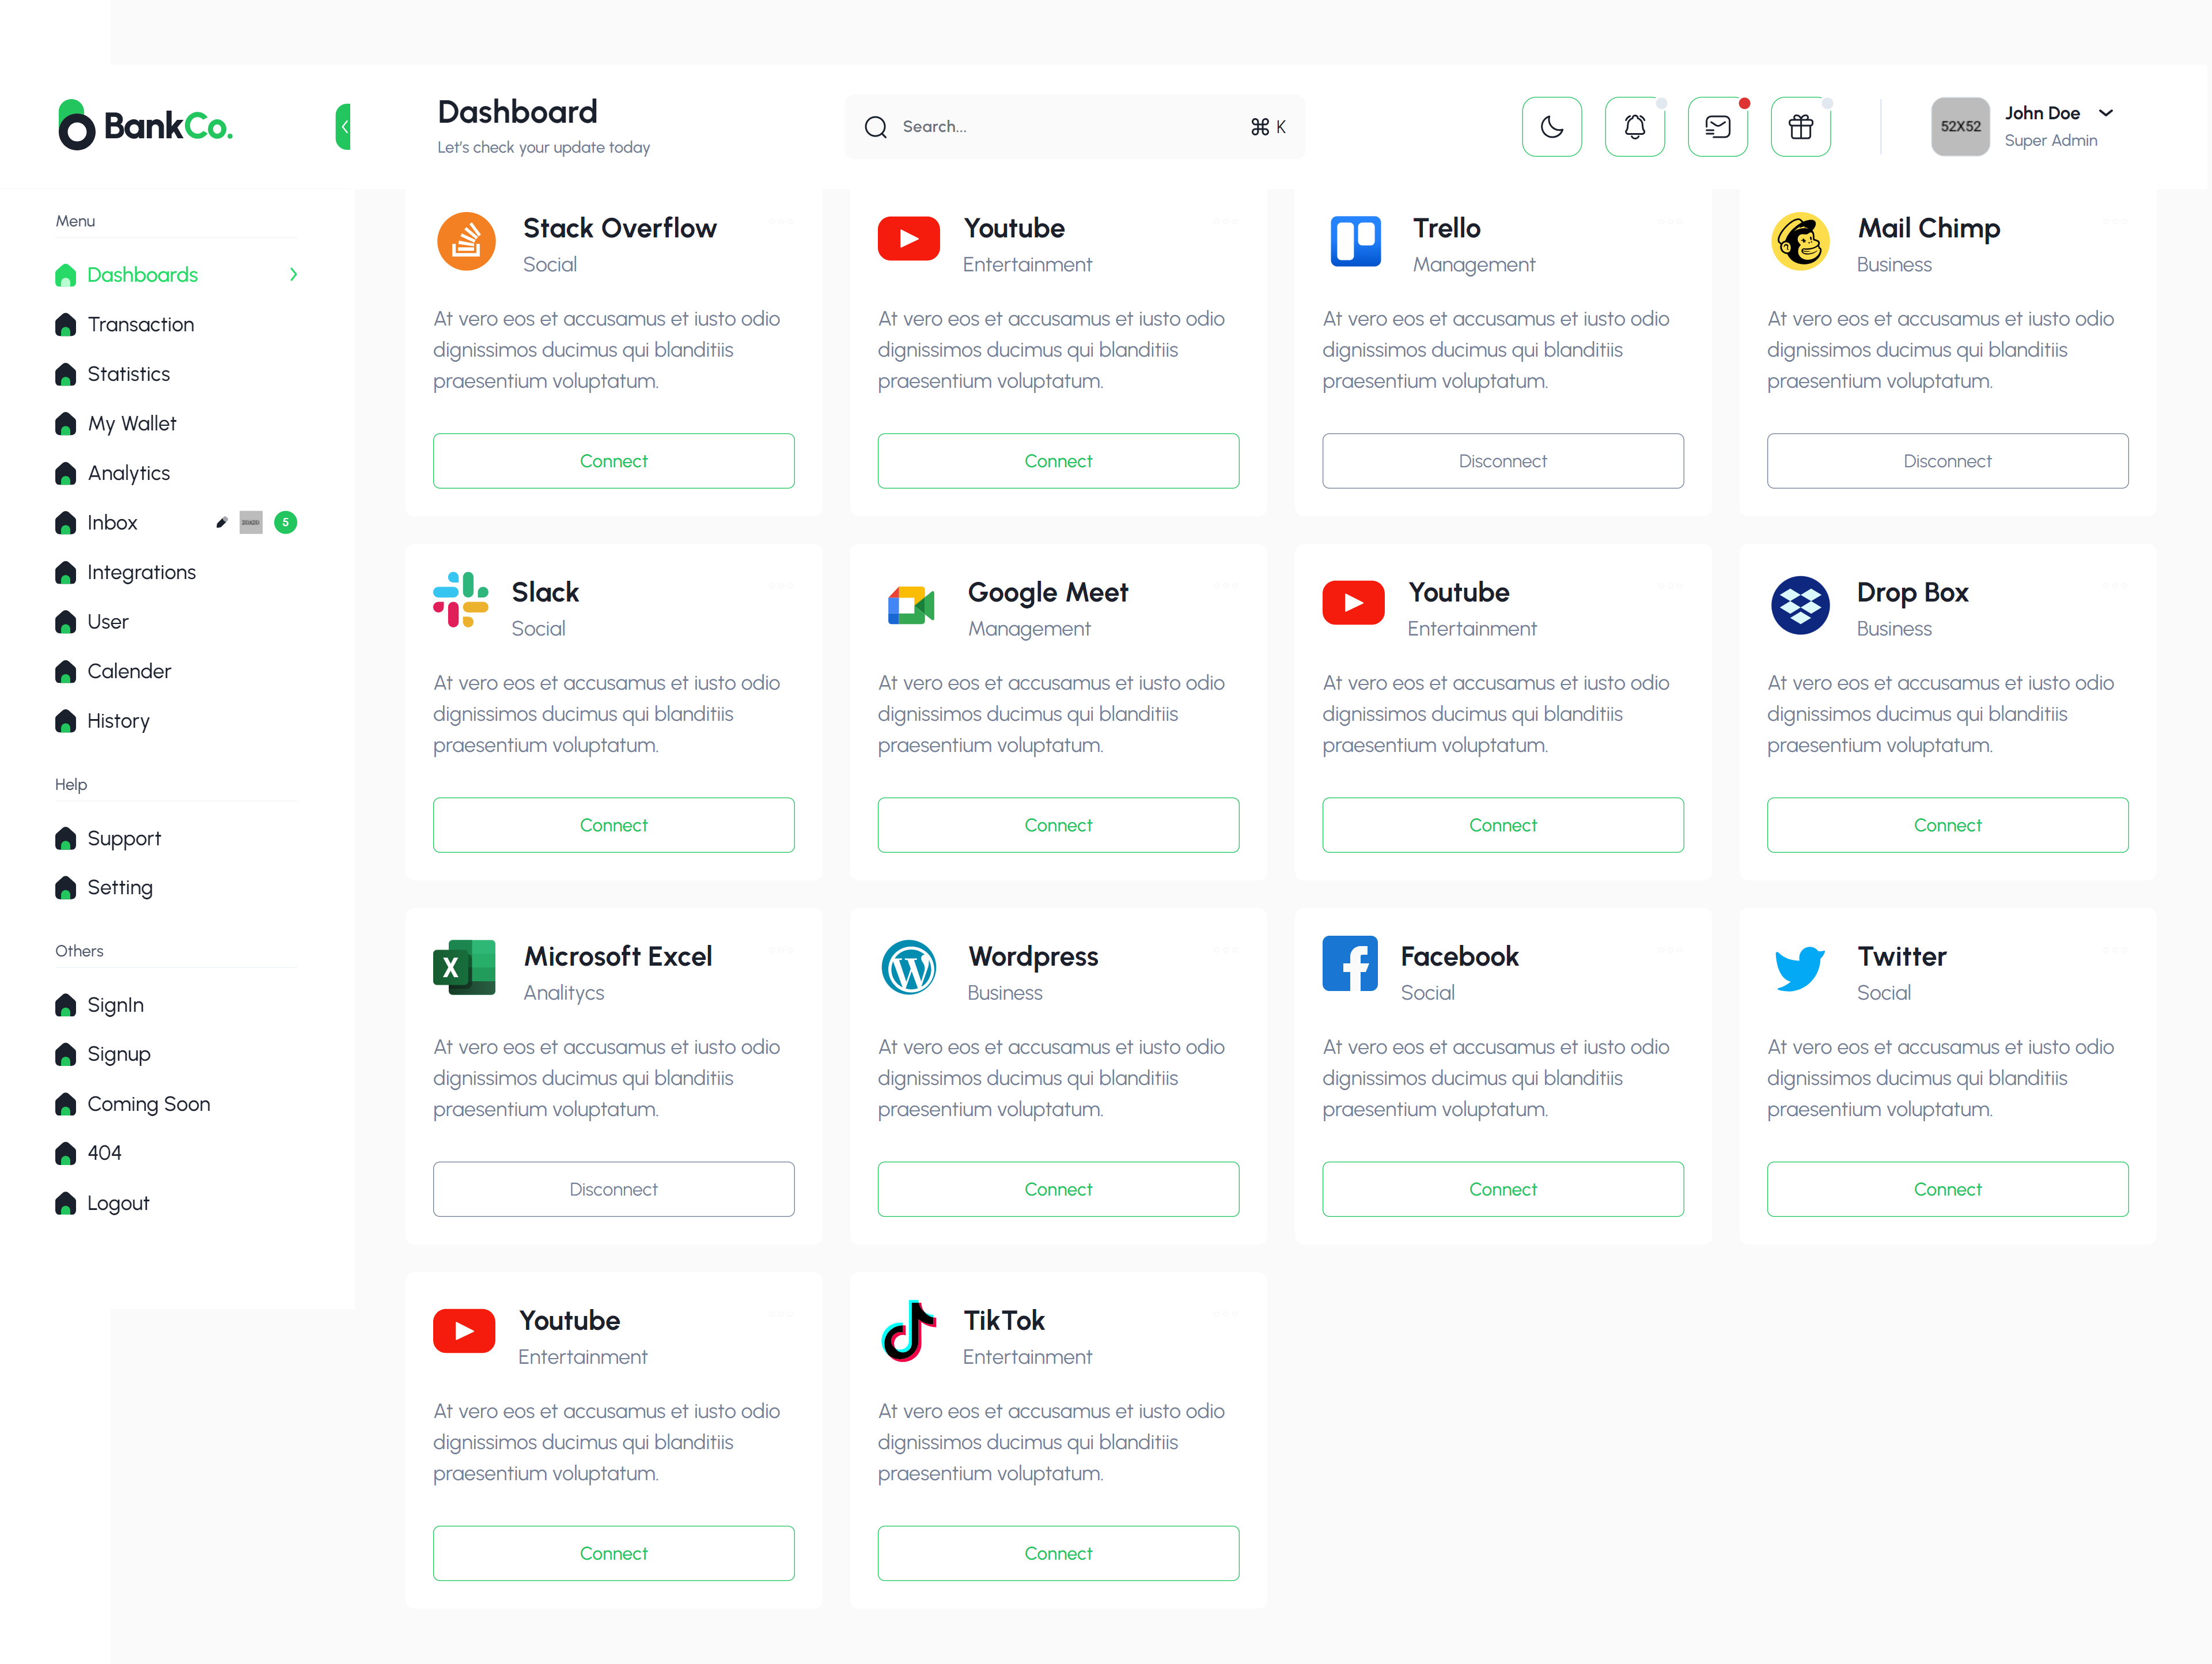 BankCo.
Dashboard
Let's check your update today
Search...
⌘ K
52X52
John Doe
Super Admin
Menu
Dashboards
Transaction
Statistics
My Wallet
Analytics
Inbox
5
Integrations
User
Calender
History
Help
Support
Setting
Others
SignIn
Signup
Coming Soon
404
Logout
Stack Overflow
Social
At vero eos et accusamus et iusto odio
dignissimos ducimus qui blanditiis
praesentium voluptatum.
Connect
Youtube
Entertainment
At vero eos et accusamus et iusto odio
dignissimos ducimus qui blanditiis
praesentium voluptatum.
Connect
Trello
Management
At vero eos et accusamus et iusto odio
dignissimos ducimus qui blanditiis
praesentium voluptatum.
Disconnect
Mail Chimp
Business
At vero eos et accusamus et iusto odio
dignissimos ducimus qui blanditiis
praesentium voluptatum.
Disconnect
Slack
Social
At vero eos et accusamus et iusto odio
dignissimos ducimus qui blanditiis
praesentium voluptatum.
Connect
Google Meet
Management
At vero eos et accusamus et iusto odio
dignissimos ducimus qui blanditiis
praesentium voluptatum.
Connect
Youtube
Entertainment
At vero eos et accusamus et iusto odio
dignissimos ducimus qui blanditiis
praesentium voluptatum.
Connect
Drop Box
Business
At vero eos et accusamus et iusto odio
dignissimos ducimus qui blanditiis
praesentium voluptatum.
Connect
Microsoft Excel
Analitycs
At vero eos et accusamus et iusto odio
dignissimos ducimus qui blanditiis
praesentium voluptatum.
Disconnect
Wordpress
Business
At vero eos et accusamus et iusto odio
dignissimos ducimus qui blanditiis
praesentium voluptatum.
Connect
Facebook
Social
At vero eos et accusamus et iusto odio
dignissimos ducimus qui blanditiis
praesentium voluptatum.
Connect
Twitter
Social
At vero eos et accusamus et iusto odio
dignissimos ducimus qui blanditiis
praesentium voluptatum.
Connect
Youtube
Entertainment
At vero eos et accusamus et iusto odio
dignissimos ducimus qui blanditiis
praesentium voluptatum.
Connect
TikTok
Entertainment
At vero eos et accusamus et iusto odio
dignissimos ducimus qui blanditiis
praesentium voluptatum.
Connect